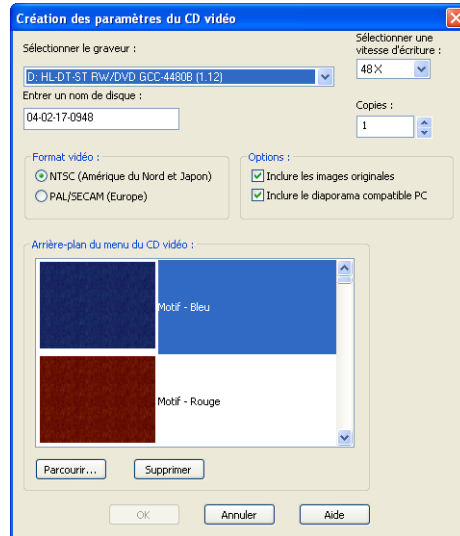 Création des paramètres du CD vidéo
Sélectionner le graveur :
Sélectionner une
vitesse d'écriture :
D: HL-DT-ST RW/DVD GCC-4480B (1.12)
48X
Entrer un nom de disque :
04-02-17-0948
Copies :
1
Format vidéo :
NTSC (Amérique du Nord et Japon)
PAL/SECAM (Europe)
Options :
Inclure les images originales
Inclure le diaporama compatible PC
Arrière-plan du menu du CD vidéo :
Motif - Bleu
Motif - Rouge
Parcourir...
Supprimer
OK
Annuler
Aide